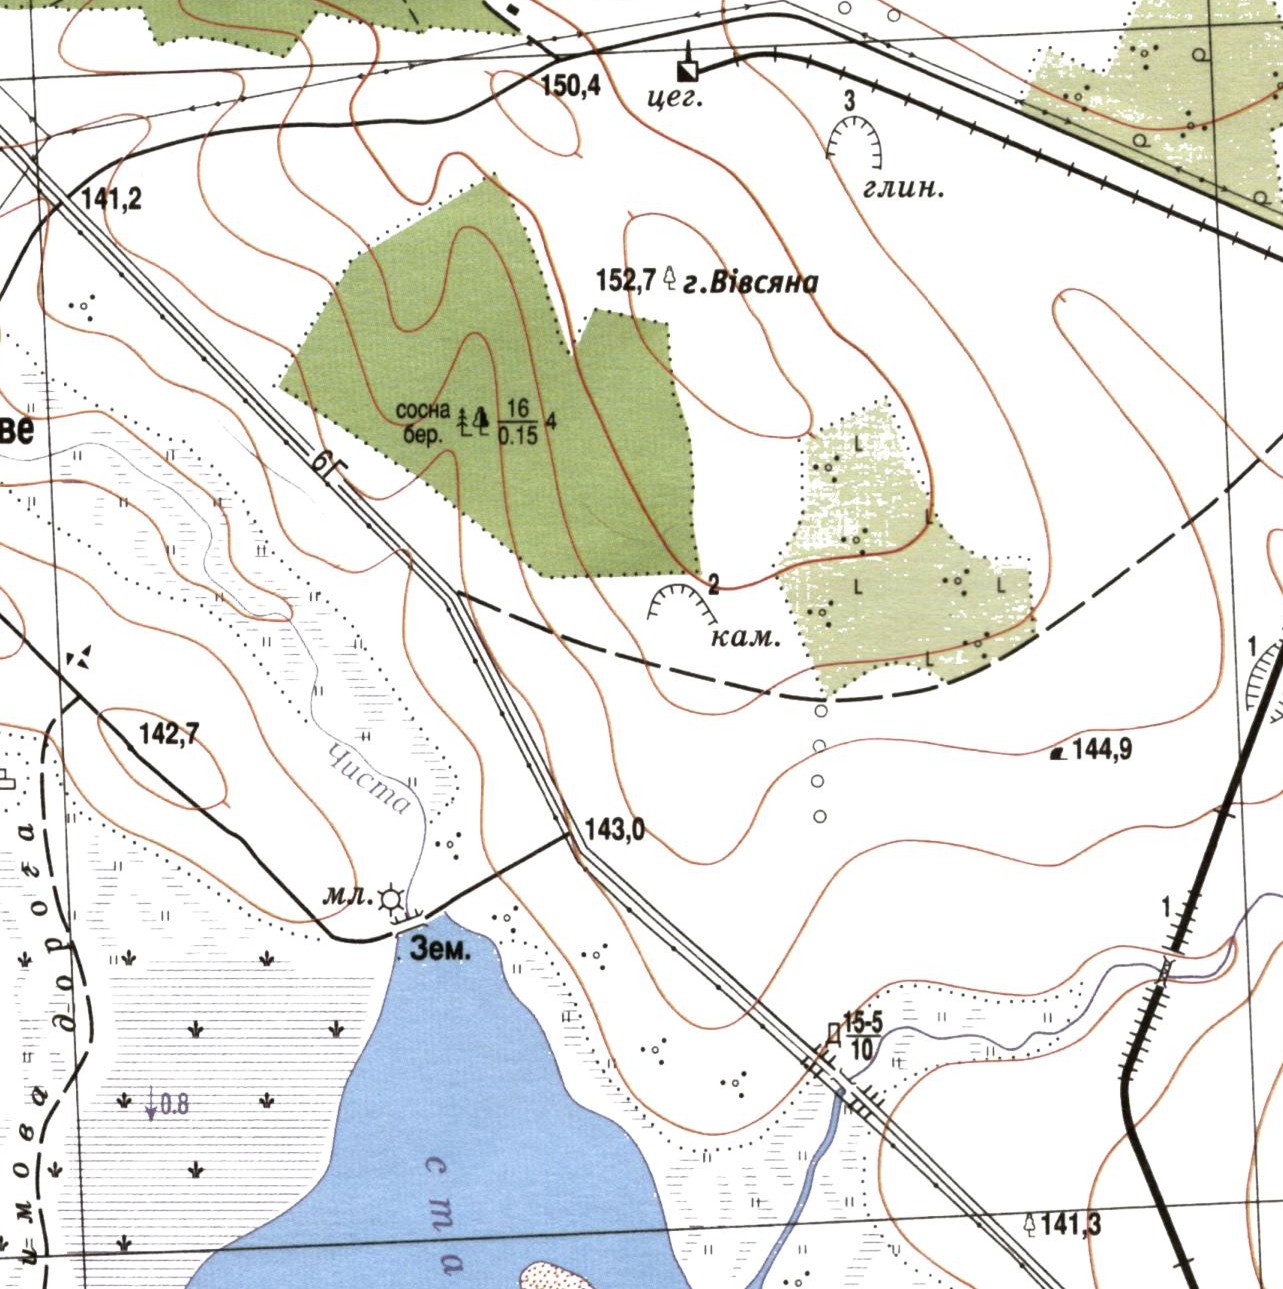 150,4
цег.
3
глин.
141,2
152,7 г.Вівсяна
ве
сосна
бер.
16
0.15
4
6Г
2
кам.
1
142,7
144,9
Чиста
143,0
мл.
Зем.
1
Д 15-5
10
0.8
имова дорога
ста
141,3